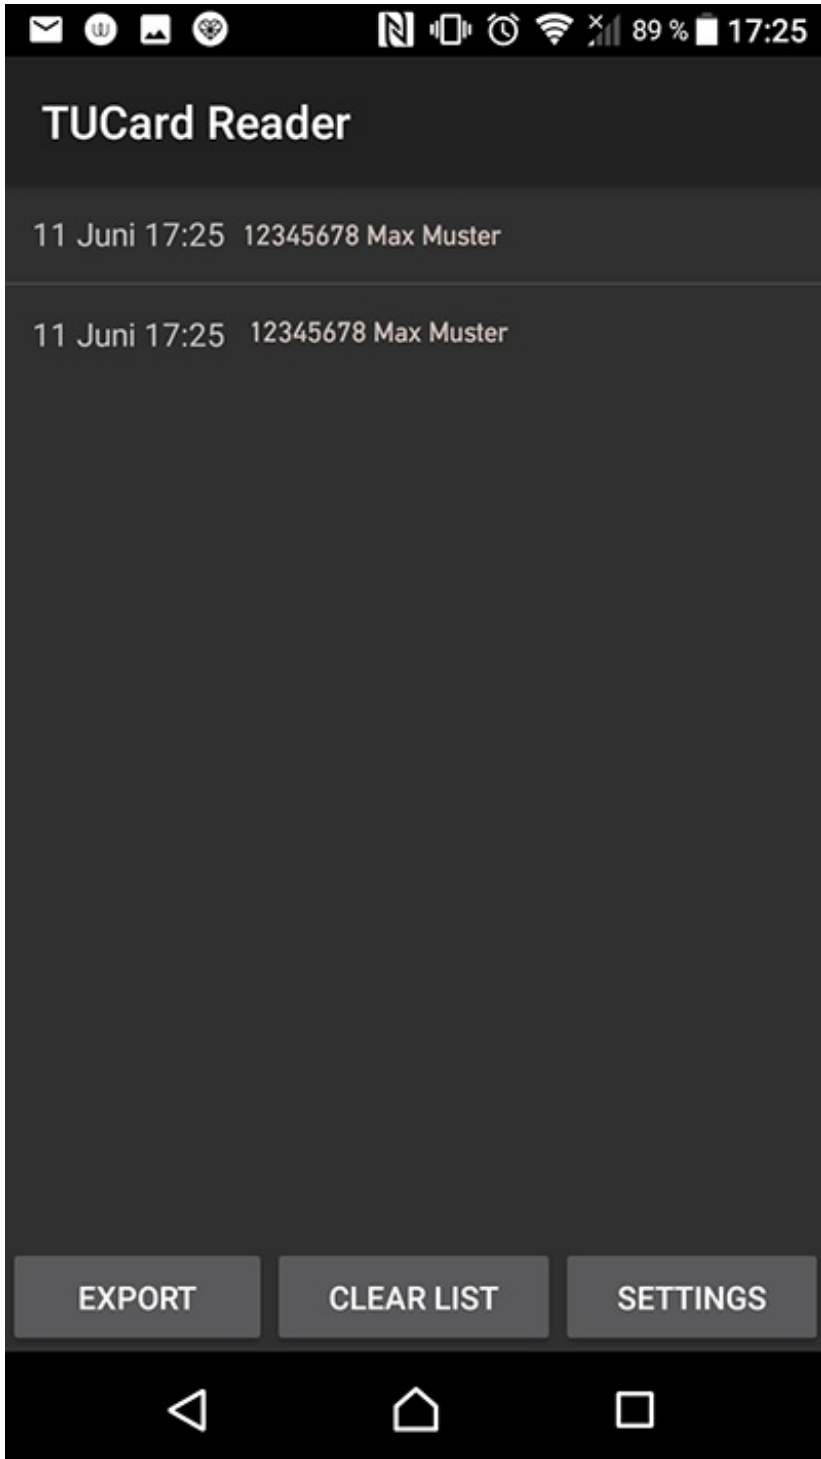 89 % 17:25
TUCard Reader
11 Juni 17:25 12345678 Max Muster
11 Juni 17:25 12345678 Max Muster
EXPORT CLEAR LIST SETTINGS